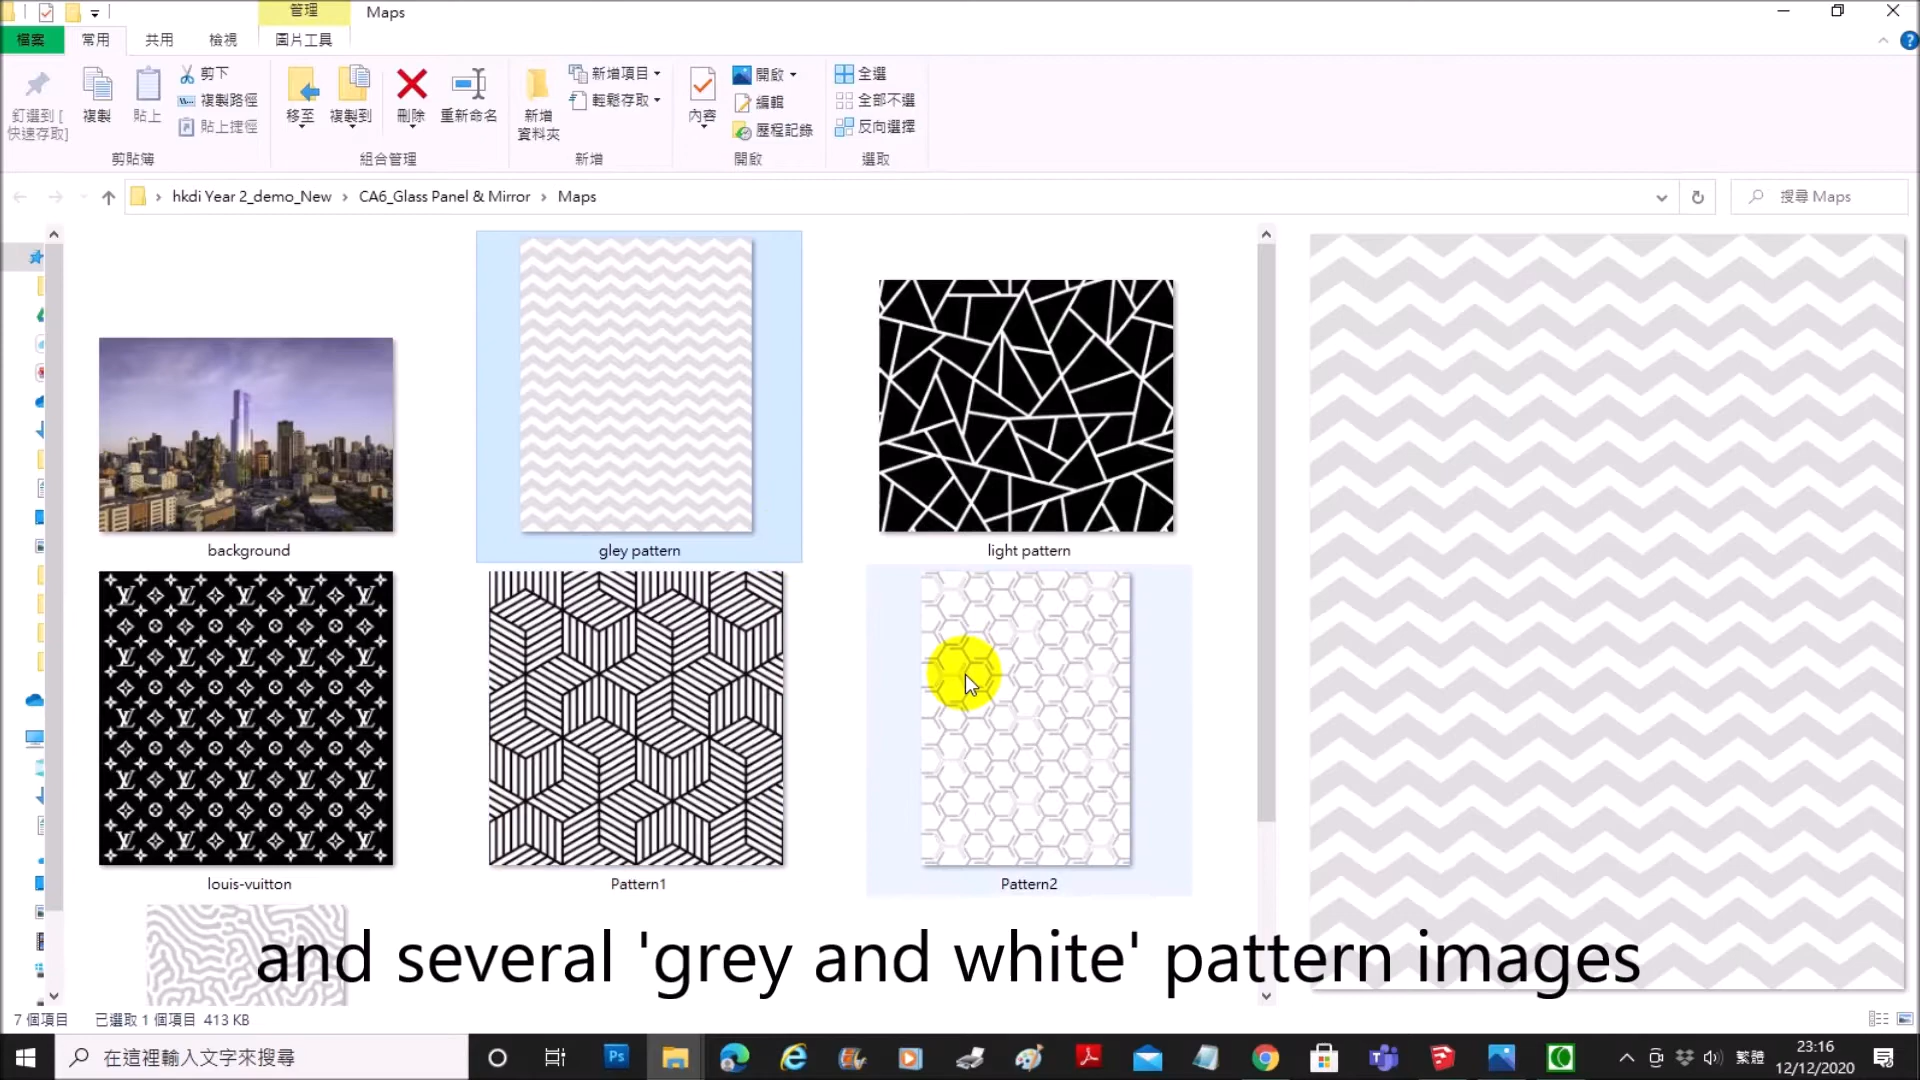 管理
Maps
檔案
常用
共用
檢視
圖片工具
釘選到 [
快速存取]
複製
貼上
剪下
複製路徑
貼上捷徑
剪貼簿
移至
複製到
刪除
重新命名
組合管理
新增
資料夾
新增項目
輕鬆存取
新增
內容
開啟
編輯
歷程記錄
開啟
全選
全部不選
反向選擇
選取
hkdi Year 2_demo_New › CA6_Glass Panel & Mirror › Maps
搜尋 Maps
background
gley pattern
light pattern
louis-vuitton
Pattern1
Pattern2
and several 'grey and white' pattern images
7 個項目
已選取 1 個項目 413 KB
在這裡輸入文字來搜尋
Ps
繁體
23:16
12/12/2020